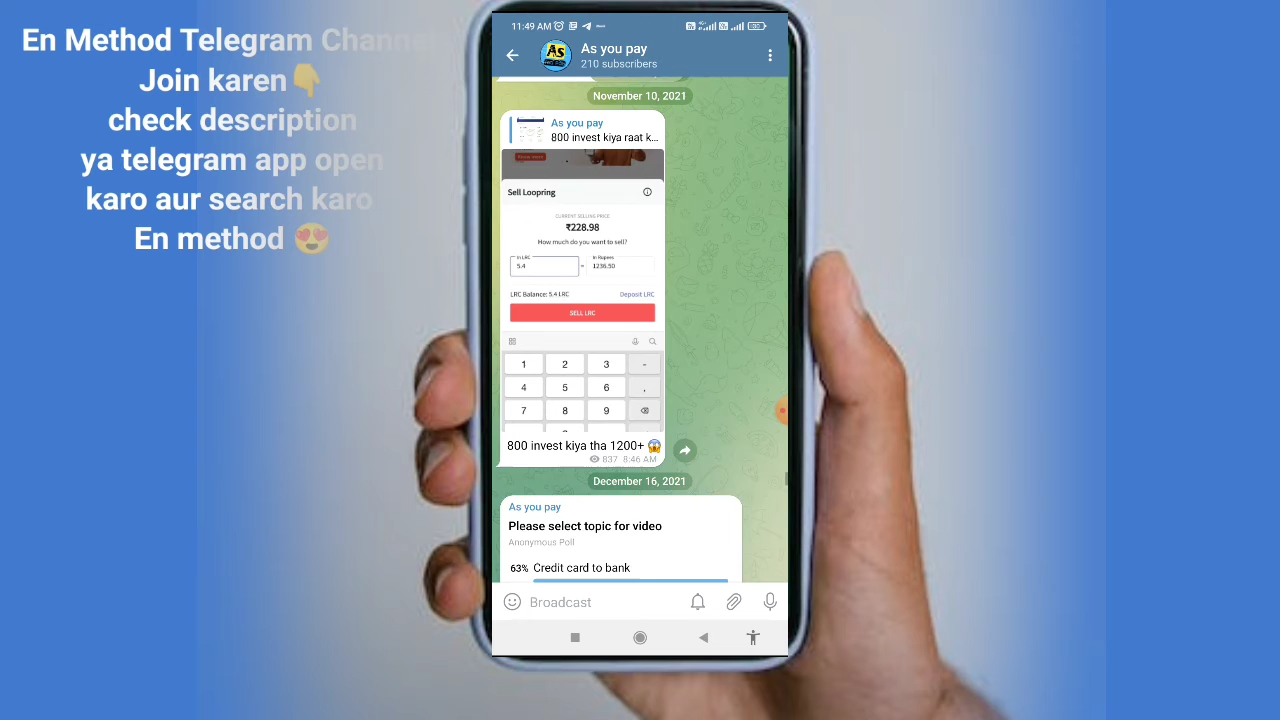 En Method Telegram Channel
Join karen👇
check description
ya telegram app open
karo aur search karo
En method 😍
11:49 AM
As you pay
210 subscribers
November 10, 2021
As you pay
800 invest kiya raat k...
Sell Loopring
CURRENT SELLING PRICE
₹228.98
How much do you want to sell?
In LRC
In Rupees
5.4
=
1236.50
LRC Balance: 5.4 LRC
Deposit LRC
SELL LRC
1 2 3 -
4 5 6 ,
7 8 9
800 invest kiya tha 1200+ 😱
837 8:46 AM
December 16, 2021
As you pay
Please select topic for video
Anonymous Poll
63% Credit card to bank
Broadcast